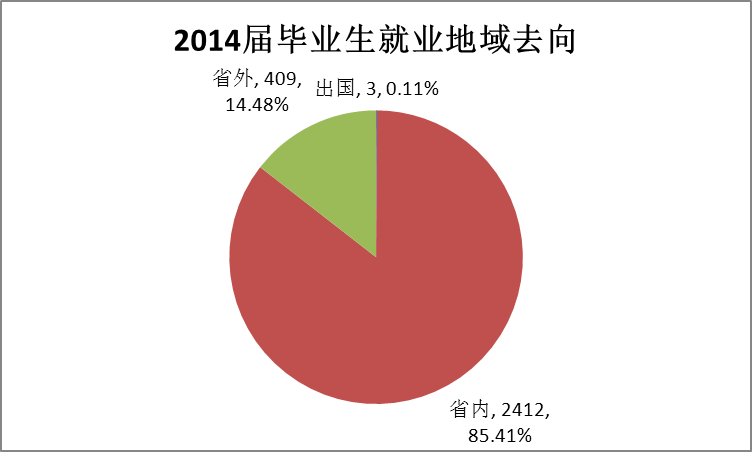 2014届毕业生就业地域去向
省外, 409,
14.48%
出国, 3, 0.11%
省内, 2412,
85.41%